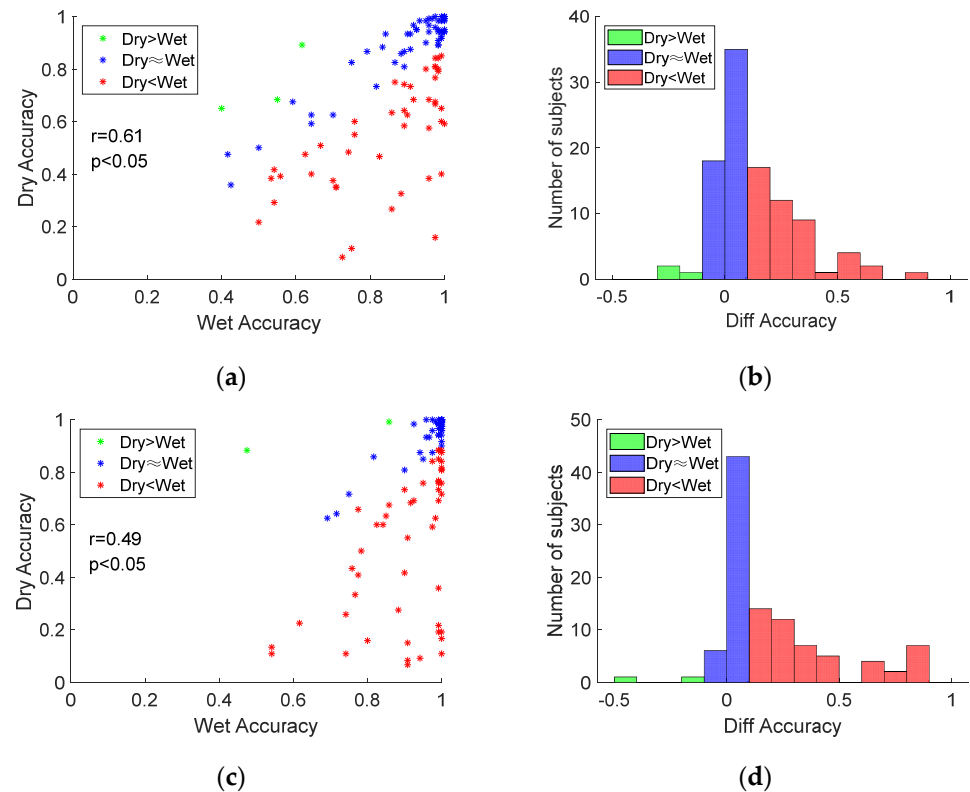 1
0.8
0.6
0.4
0.2
0
0
0.2
0.4
0.6
0.8
1
Dry Accuracy
Wet Accuracy
Dry>Wet
Dry≈Wet
Dry<Wet
r=0.61
p<0.05
(a)
40
30
20
10
0
-0.5
0
0.5
1
Number of subjects
Diff Accuracy
Dry>Wet
Dry≈Wet
Dry<Wet
(b)
1
0.8
0.6
0.4
0.2
0
0
0.2
0.4
0.6
0.8
1
Dry Accuracy
Wet Accuracy
Dry>Wet
Dry≈Wet
Dry<Wet
r=0.49
p<0.05
(c)
50
40
30
20
10
0
-0.5
0
0.5
1
Number of subjects
Diff Accuracy
Dry>Wet
Dry≈Wet
Dry<Wet
(d)